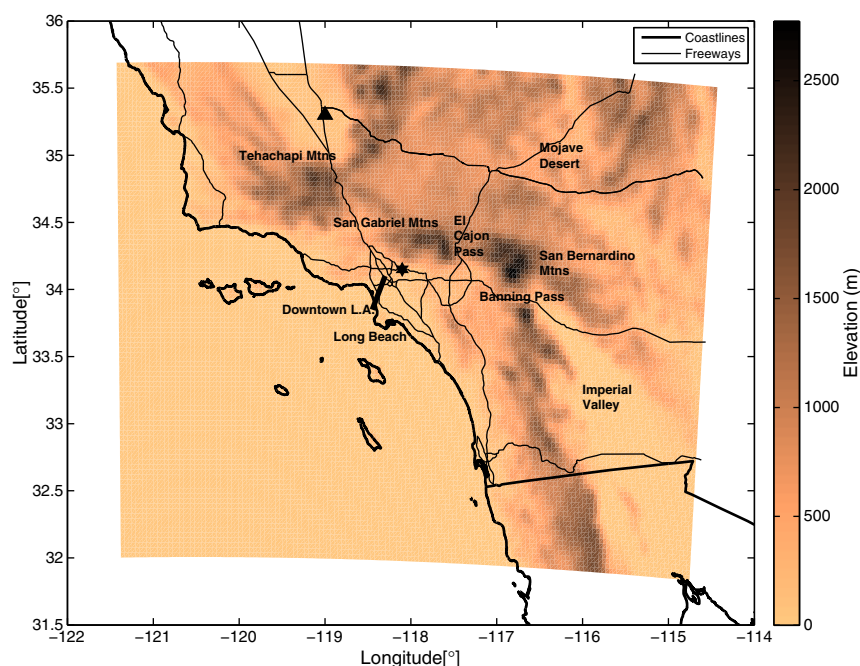 36
35.5
35
34.5
34
33.5
33
32.5
32
31.5
Latitude[°]
−122
−121
−120
−119
−118
−117
−116
−115
−114
Longitude[°]
Coastlines
Freeways
Tehachapi Mtns
Mojave
Desert
San Gabriel Mtns
El
Cajon
Pass
San Bernardino
Mtns
Banning Pass
Downtown L.A.
Long Beach
Imperial
Valley
2500
2000
1500
1000
500
0
Elevation (m)